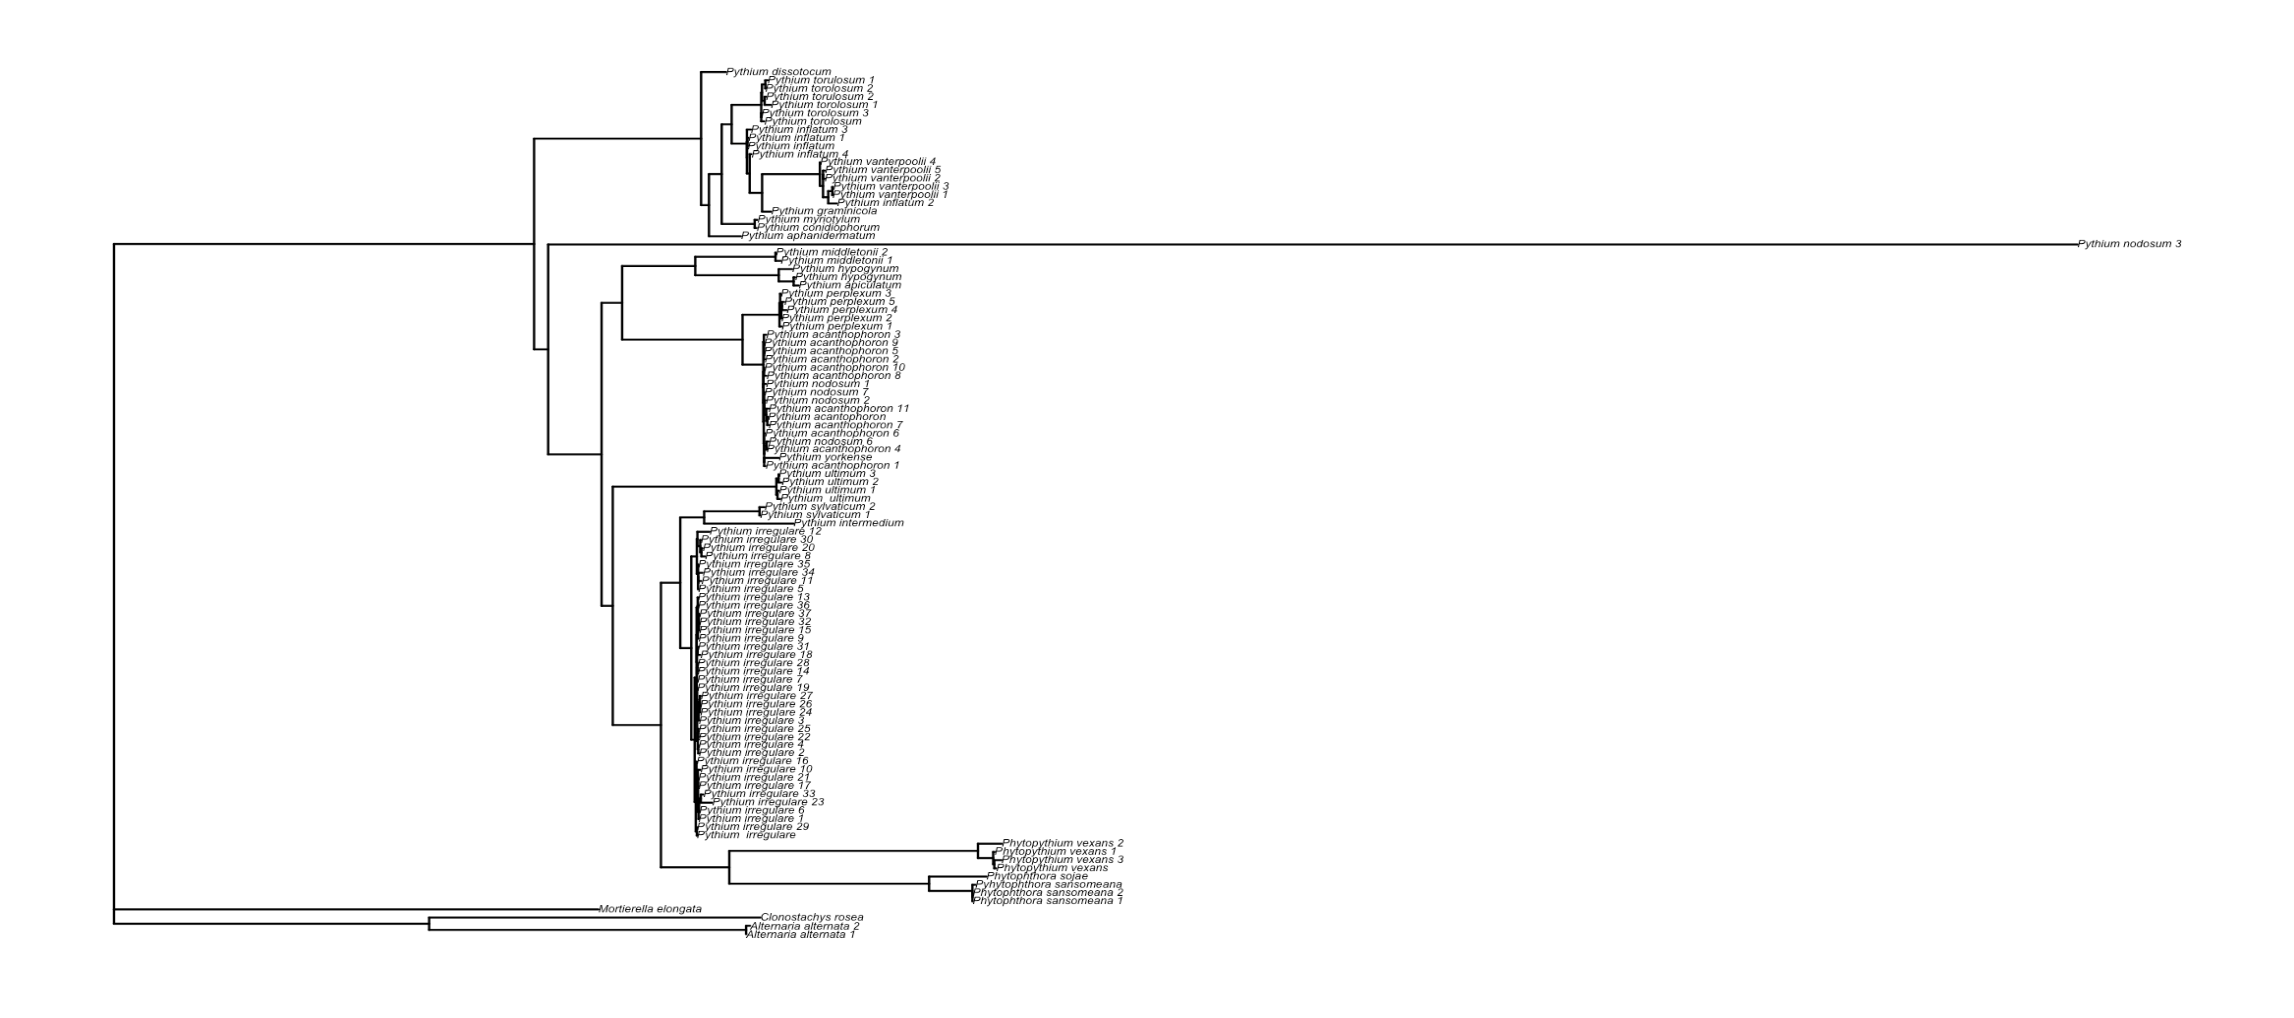 Pythium dissotocum
Pythium torulosum 1
Pythium torolosum 2
Pythium torulosum 2
Pythium torolosum 1
Pythium torolosum 3
Pythium torolosum
Pythium inflatum 3
Pythium inflatum 1
Pythium inflatum
Pythium inflatum 4
Pythium vanterpoolii 4
Pythium vanterpoolii 5
Pythium vanterpoolii 2
Pythium vanterpoolii 3
Pythium vanterpoolii 1
Pythium inflatum 2
Pythium graminicola
Pythium myriotylum
Pythium conidiophorum
Pythium aphanidermatum
Pythium nodosum 3
Pythium middletonii 2
Pythium middletonii 1
Pythium hypogynum
Pythium hypogynum
Pythium apiculatum
Pythium perplexum 3
Pythium perplexum 5
Pythium perplexum 4
Pythium perplexum 2
Pythium perplexum 1
Pythium acanthophoron 3
Pythium acanthophoron 9
Pythium acanthophoron 5
Pythium acanthophoron 2
Pythium acanthophoron 10
Pythium acanthophoron 8
Pythium nodosum 1
Pythium nodosum 7
Pythium nodosum 2
Pythium acanthophoron 11
Pythium acantophoron
Pythium acanthophoron 7
Pythium acanthophoron 6
Pythium nodosum 6
Pythium acanthophoron 4
Pythium yorkense
Pythium acanthophoron 1
Pythium ultimum 3
Pythium ultimum 2
Pythium ultimum 1
Pythium  ultimum
Pythium sylvaticum 2
Pythium sylvaticum 1
Pythium intermedium
Pythium irregulare 12
Pythium irregulare 30
Pythium irregulare 20
Pythium irregulare 8
Pythium irregulare 35
Pythium irregulare 34
Pythium irregulare 11
Pythium irregulare 5
Pythium irregulare 13
Pythium irregulare 36
Pythium irregulare 37
Pythium irregulare 32
Pythium irregulare 15
Pythium irregulare 9
Pythium irregulare 31
Pythium irregulare 18
Pythium irregulare 28
Pythium irregulare 14
Pythium irregulare 7
Pythium irregulare 19
Pythium irregulare 27
Pythium irregulare 26
Pythium irregulare 24
Pythium irregulare 3
Pythium irregulare 25
Pythium irregulare 22
Pythium irregulare 4
Pythium irregulare 2
Pythium irregulare 16
Pythium irregulare 10
Pythium irregulare 21
Pythium irregulare 17
Pythium irregulare 33
Pythium irregulare 23
Pythium irregulare 6
Pythium irregulare 1
Pythium irregulare 29
Pythium  irregulare
Phytopythium vexans 2
Phytopythium vexans 1
Phytopythium vexans 3
Phytopythium vexans
Phytophthora sojae
Pyhytophthora sansomeana
Phytophthora sansomeana 2
Phytophthora sansomeana 1
Mortierella elongata
Clonostachys rosea
Alternaria alternata 2
Alternaria alternata 1